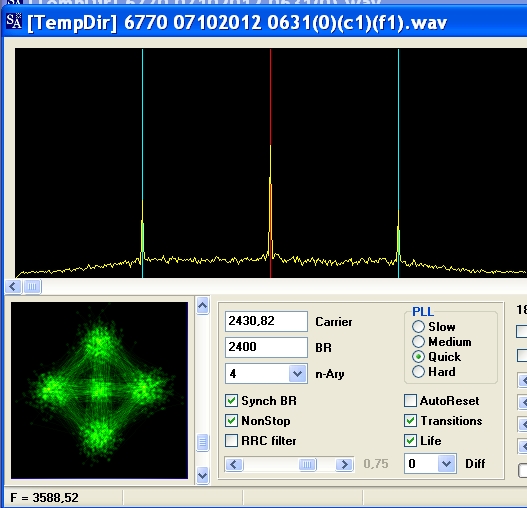 SA [TempDir] 6770 07102012 0631(0)(c1)(f1).wav
2430,82 Carrier
2400 BR
4 n-Ary
Synch BR
NonStop
RRC filter
0,75
PLL
Slow
Medium
Quick
Hard
AutoReset
Transitions
Life
0 Diff
18
F = 3588,52